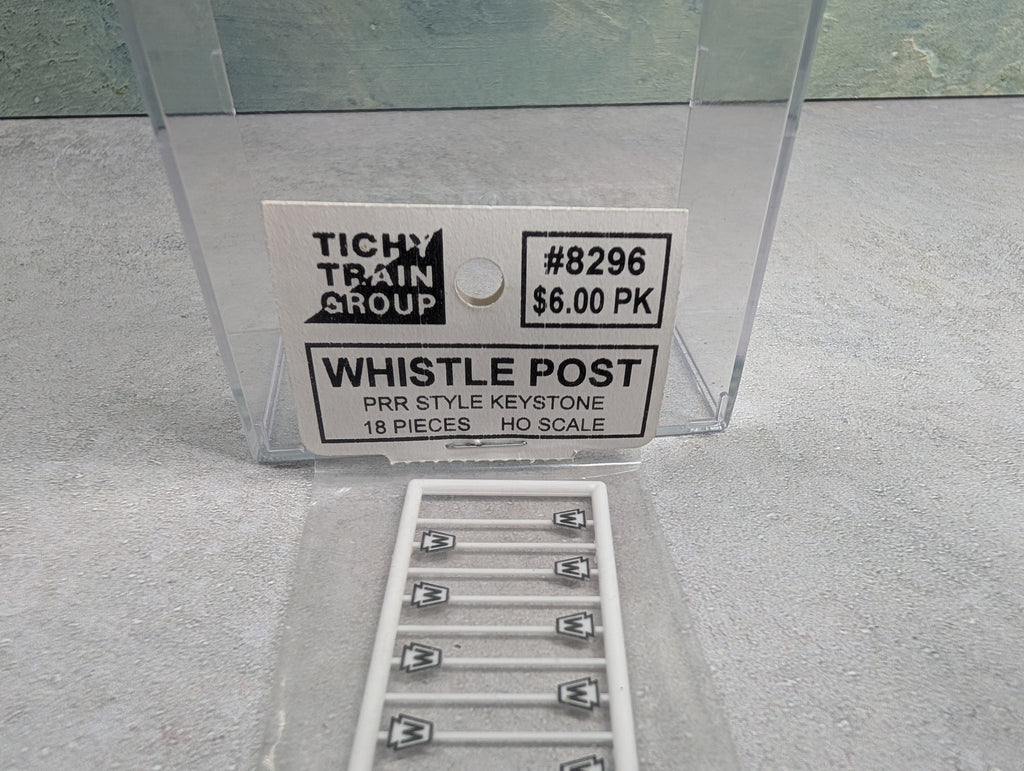 TICHY
TRAIN
GROUP
#8296
$6.00 PK
WHISTLE POST
PRR STYLE KEYSTONE
18 PIECES HO SCALE
W
W
W
W
W
W
W
W
W